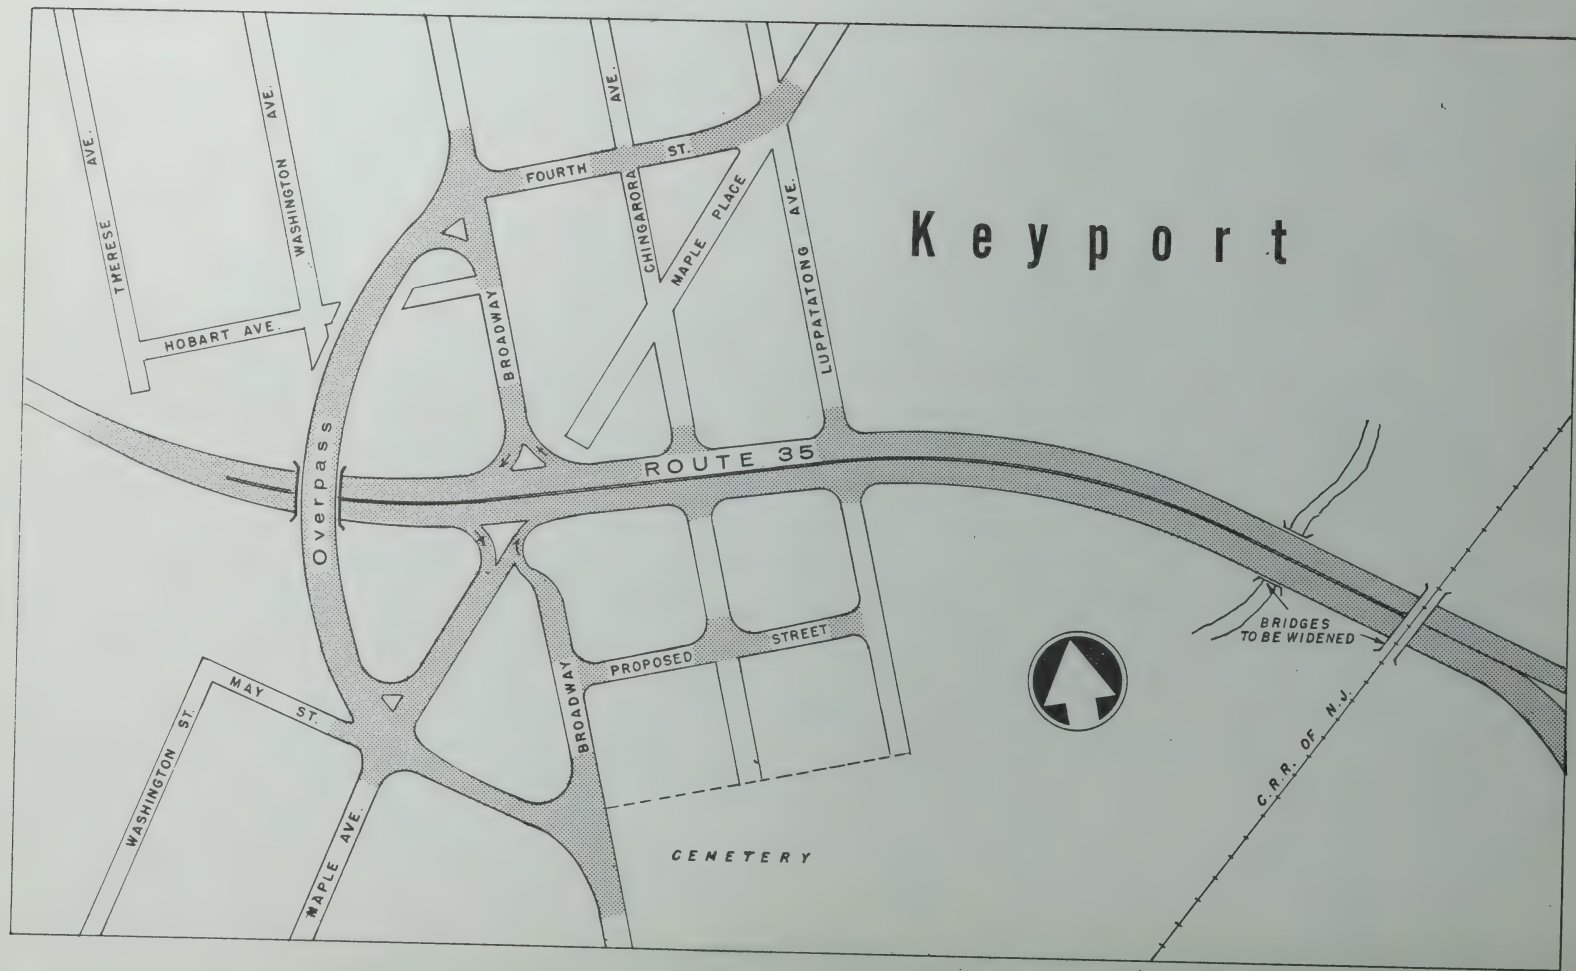 THERESE AVE.
WASHINGTON AVE.
HOBART AVE.
FOURTH ST.
CHINGARORA AVE.
MAPLE PLACE
LUPPATATONG AVE.
BROADWAY
Keyport
Overpass
ROUTE 35
BRIDGES
TO BE WIDENED
C.R.R. OF N.J.
PROPOSED STREET
BROADWAY
MAY ST.
WASHINGTON ST.
MAPLE AVE.
CEMETERY